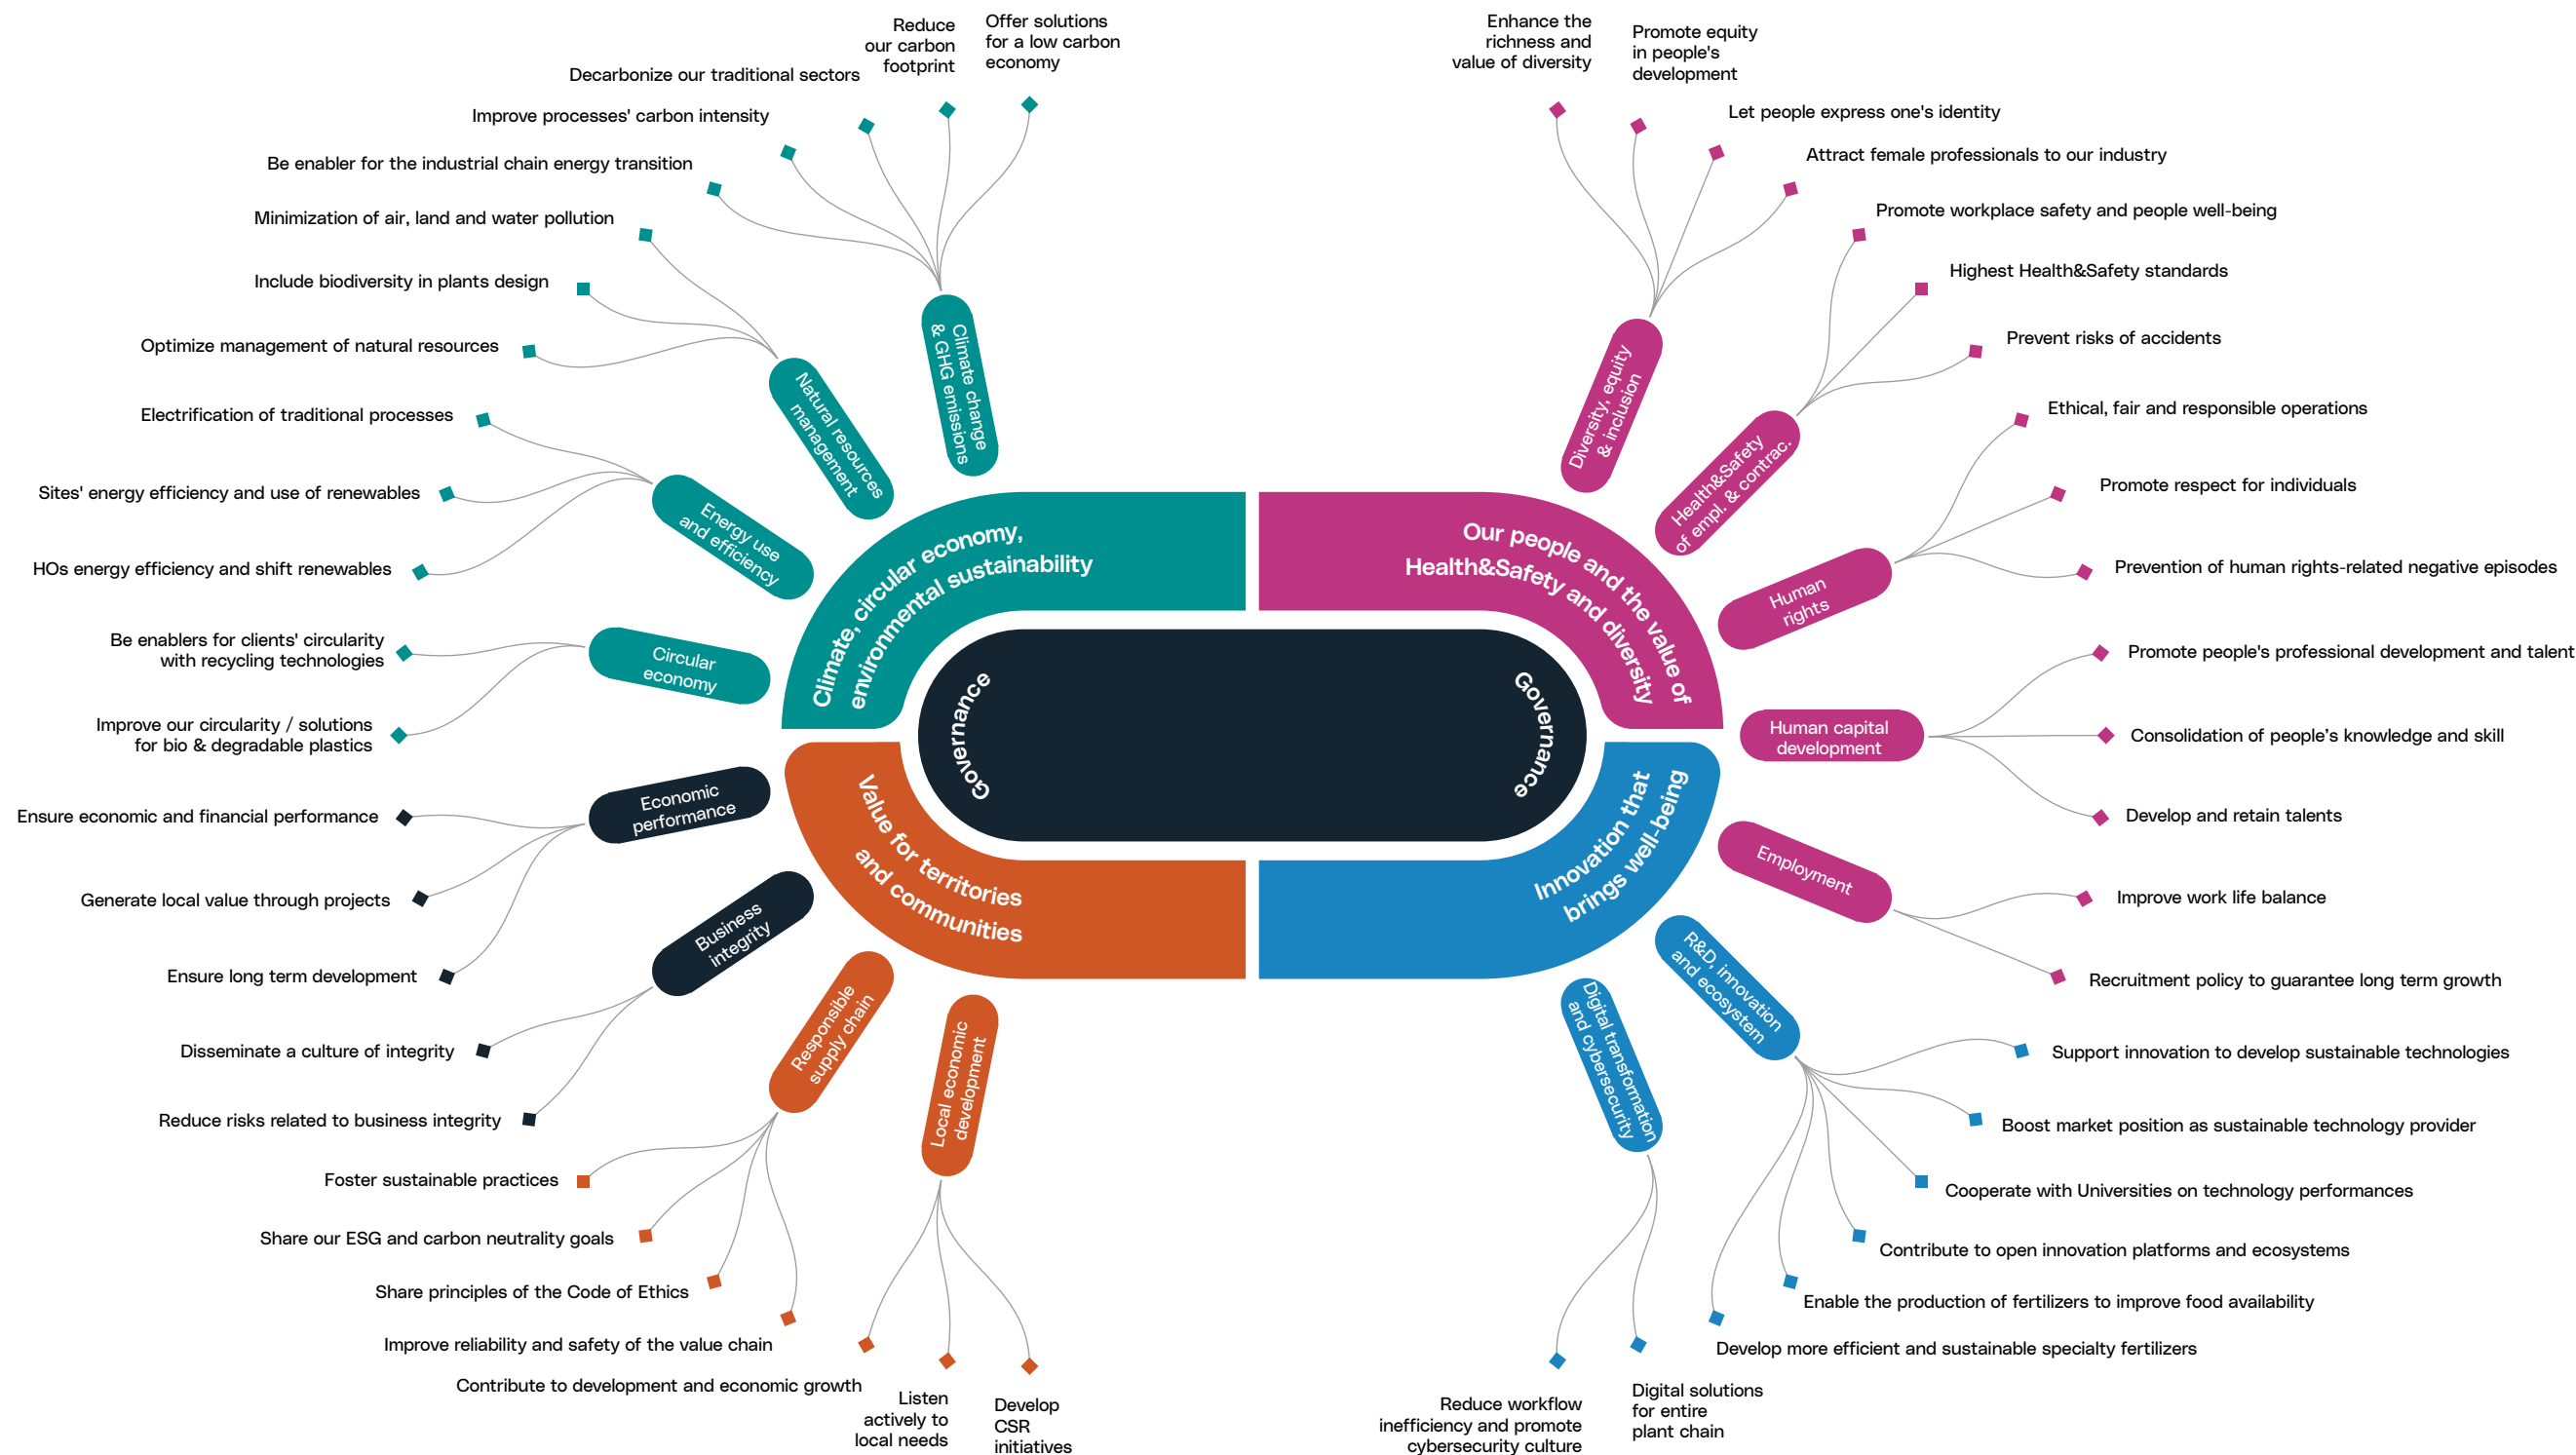 Reduce
our carbon
footprint
Offer solutions
for a low carbon
economy
Decarbonize our traditional sectors
Improve processes' carbon intensity
Be enabler for the industrial chain energy transition
Minimization of air, land and water pollution
Include biodiversity in plants design
Optimize management of natural resources
Electrification of traditional processes
Sites' energy efficiency and use of renewables
HOs energy efficiency and shift renewables
Be enablers for clients' circularity
with recycling technologies
Improve our circularity / solutions
for bio & degradable plastics
Ensure economic and financial performance
Generate local value through projects
Ensure long term development
Disseminate a culture of integrity
Reduce risks related to business integrity
Foster sustainable practices
Share our ESG and carbon neutrality goals
Share principles of the Code of Ethics
Improve reliability and safety of the value chain
Contribute to development and economic growth
Listen
actively to
local needs
Develop
CSR
initiatives
Climate change
& GHG emissions
Natural resources
management
Energy use
and efficiency
Circular
economy
Economic
performance
Business
integrity
Responsible
supply chain
Local economic
development
Climate, circular economy,
environmental sustainability
Our people and the value of
Health&Safety and diversity
Governance
Governance
Value for territories
and communities
Innovation that
brings well-being
Diversity, equity
& inclusion
Health&Safety
of empl. & contrac.
Human
rights
Human capital
development
Employment
R&D, innovation
and ecosystem
Digital transformation
and cybersecurity
Enhance the
richness and
value of diversity
Promote equity
in people's
development
Let people express one's identity
Attract female professionals to our industry
Promote workplace safety and people well-being
Highest Health&Safety standards
Prevent risks of accidents
Ethical, fair and responsible operations
Promote respect for individuals
Prevention of human rights-related negative episodes
Promote people's professional development and talent
Consolidation of people’s knowledge and skill
Develop and retain talents
Improve work life balance
Recruitment policy to guarantee long term growth
Support innovation to develop sustainable technologies
Boost market position as sustainable technology provider
Cooperate with Universities on technology performances
Contribute to open innovation platforms and ecosystems
Enable the production of fertilizers to improve food availability
Develop more efficient and sustainable specialty fertilizers
Digital solutions
for entire
plant chain
Reduce workflow
inefficiency and promote
cybersecurity culture